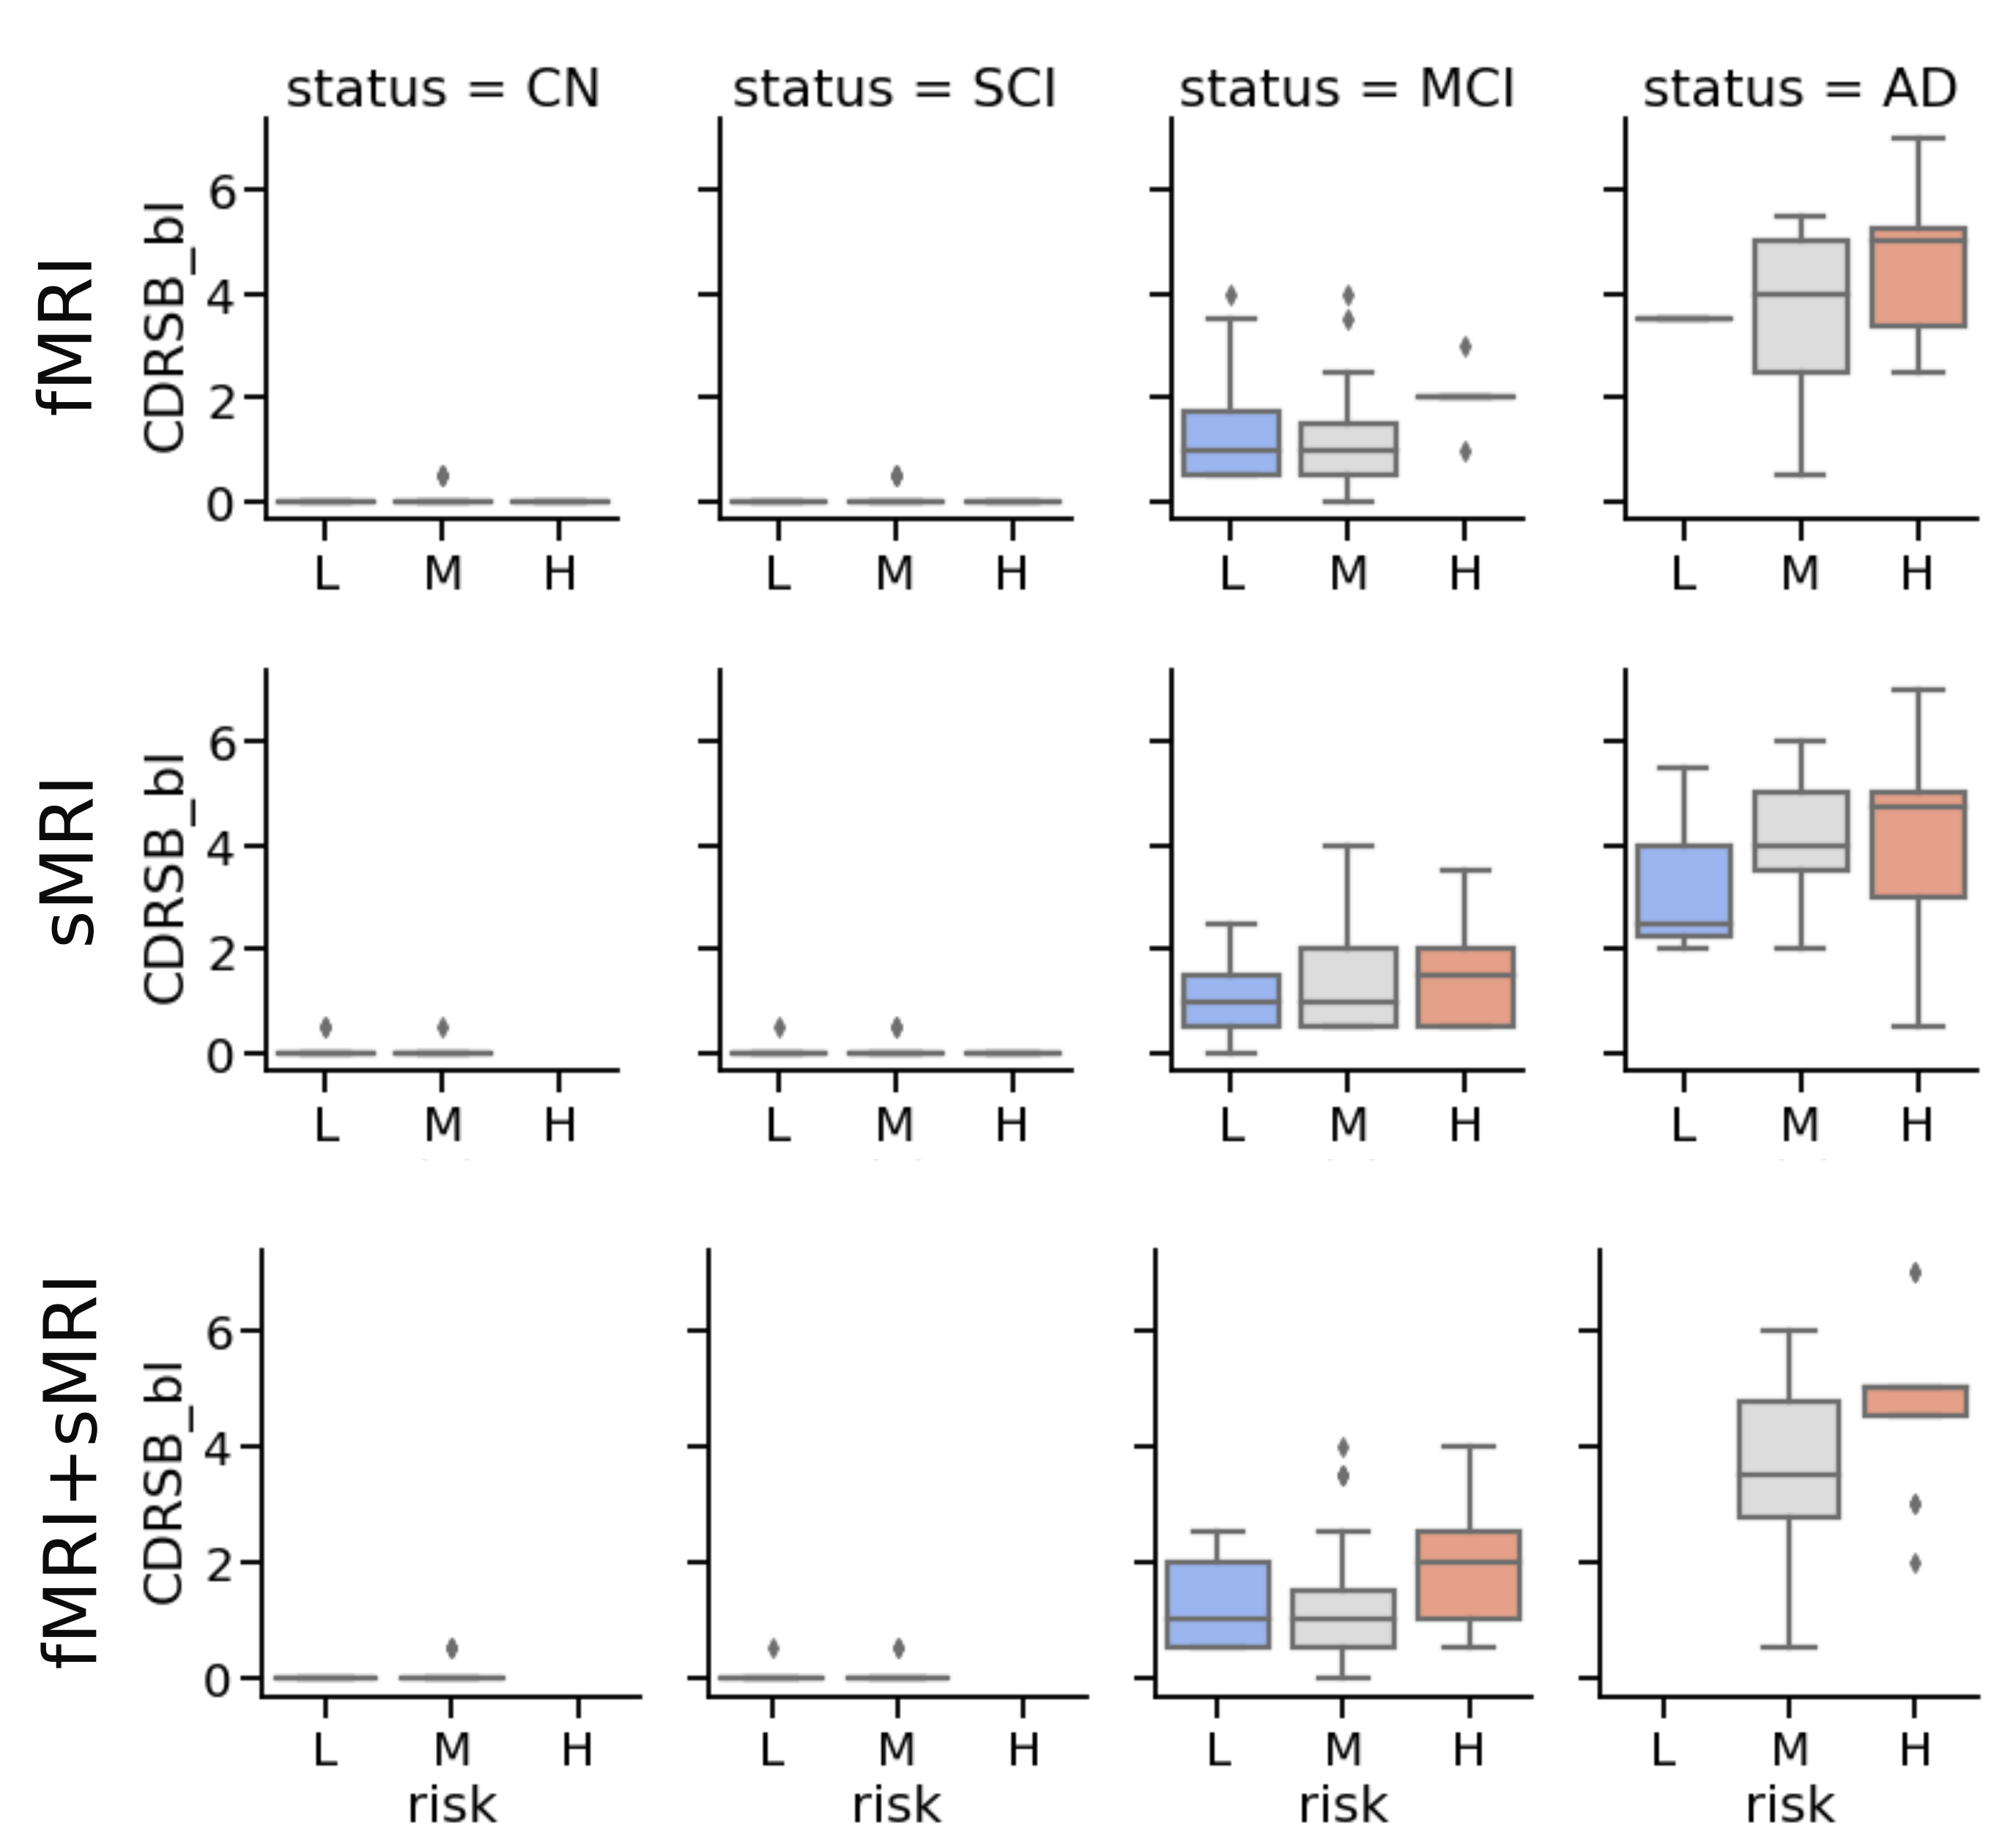 status = CN status = SCI status = MCI status = AD
fMRI
CDRSB_bl
6
4
2
0
L M H L M H L M H L M H
sMRI
CDRSB_bl
6
4
2
0
L M H L M H L M H L M H
fMRI+sMRI
CDRSB_bl
6
4
2
0
L M H L M H L M H L M H
risk risk risk risk